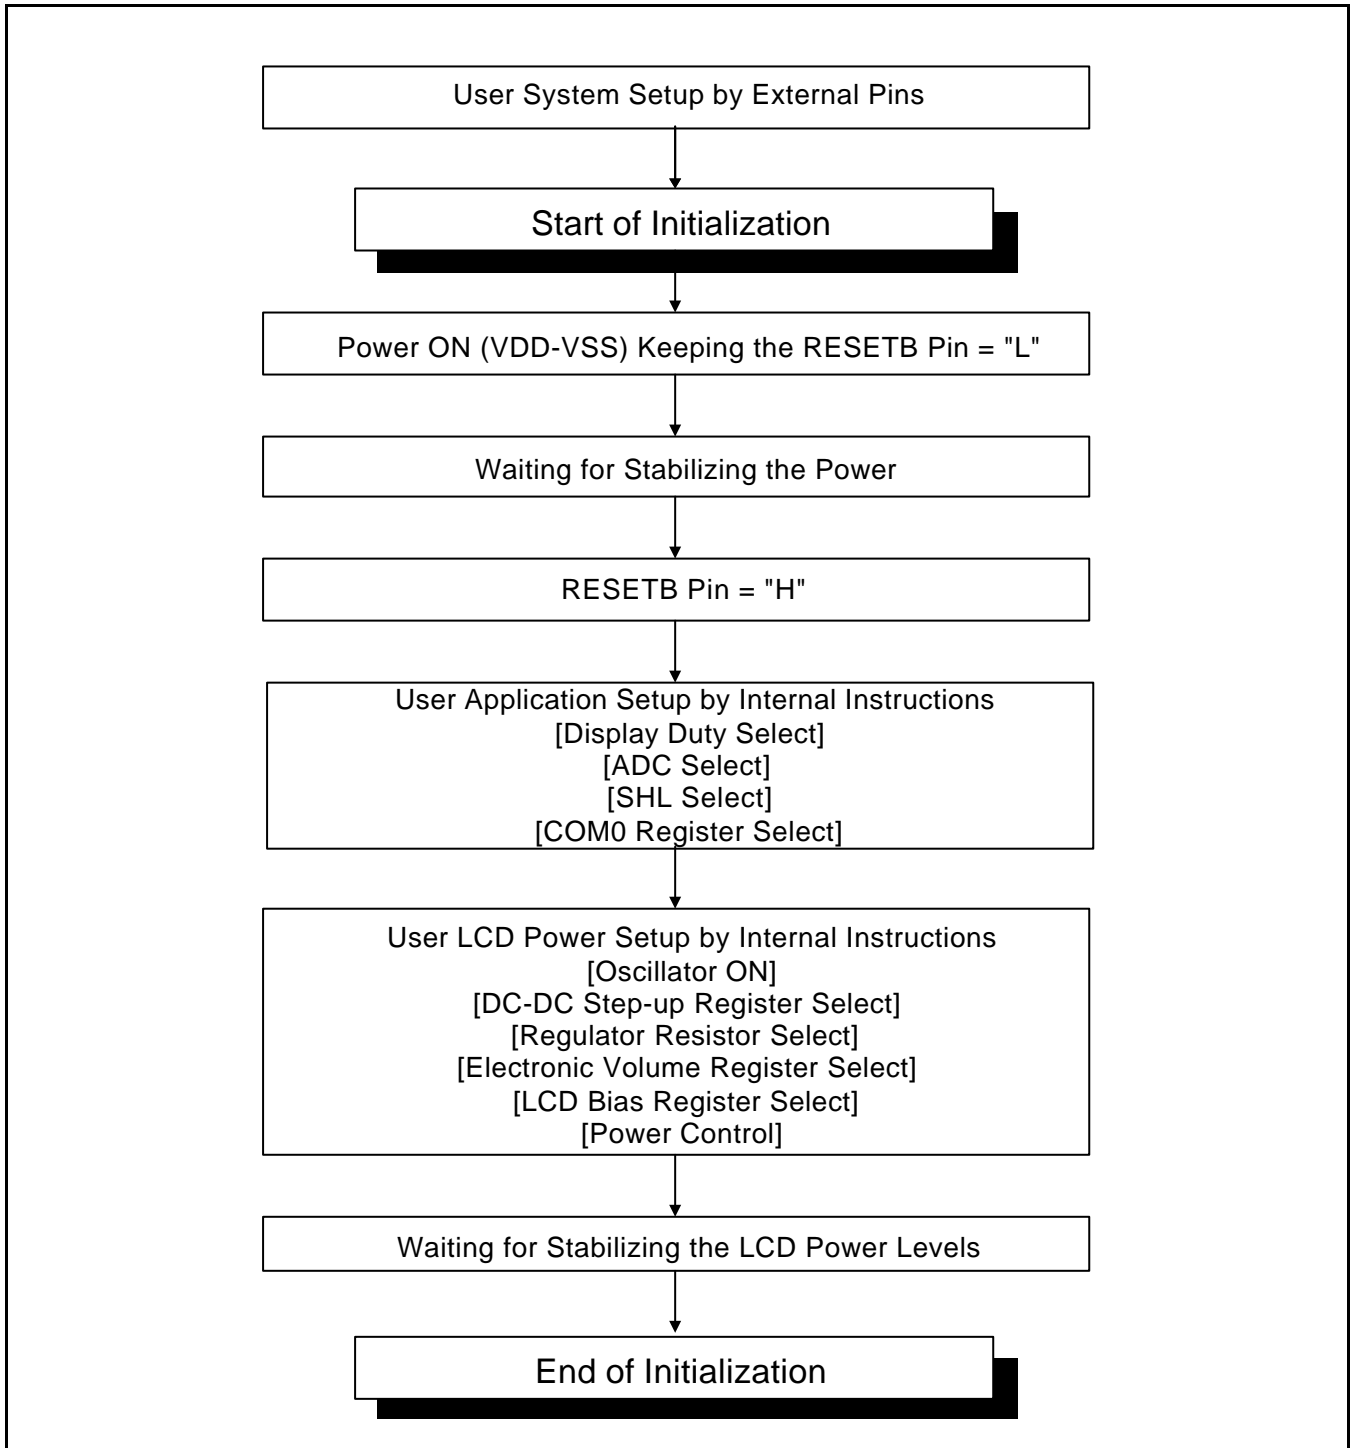 User System Setup by External Pins
Start of Initialization
Power ON (VDD-VSS) Keeping the RESETB Pin = "L"
Waiting for Stabilizing the Power
RESETB Pin = "H"
User Application Setup by Internal Instructions
[Display Duty Select]
[ADC Select]
[SHL Select]
[COM0 Register Select]
User LCD Power Setup by Internal Instructions
[Oscillator ON]
[DC-DC Step-up Register Select]
[Regulator Resistor Select]
[Electronic Volume Register Select]
[LCD Bias Register Select]
[Power Control]
Waiting for Stabilizing the LCD Power Levels
End of Initialization